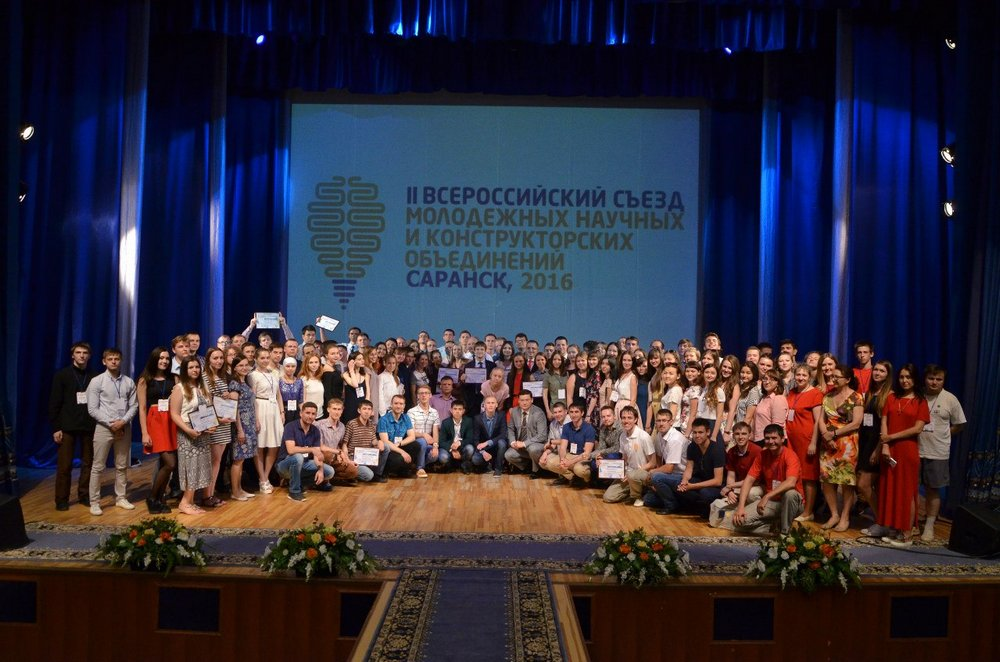 II ВСЕРОССИЙСКИЙ СЪЕЗД
МОЛОДЕЖНЫХ НАУЧНЫХ
И КОНСТРУКТОРСКИХ
ОБЪЕДИНЕНИЙ
САРАНСК, 2016